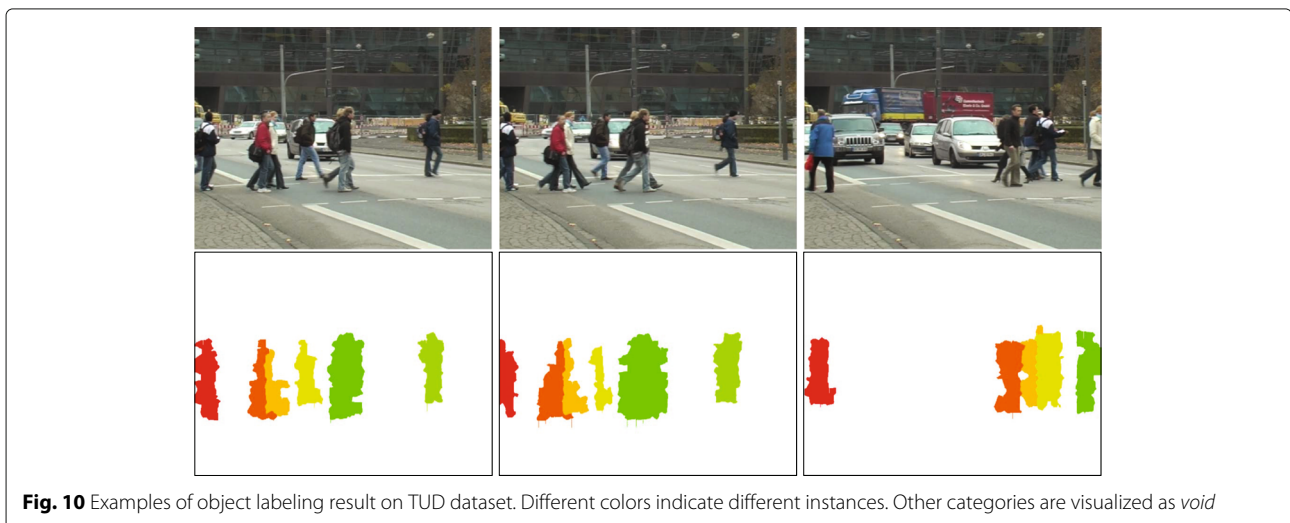 Fig. 10 Examples of object labeling result on TUD dataset. Different colors indicate different instances. Other categories are visualized as void